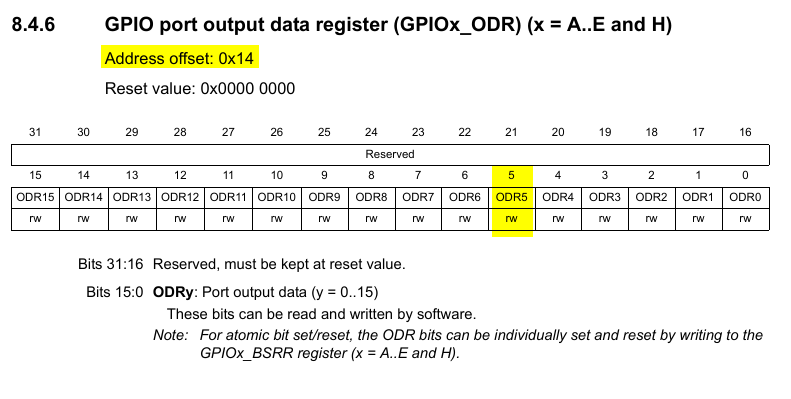 8.4.6 GPIO port output data register (GPIOx_ODR) (x = A..E and H)
Address offset: 0x14
Reset value: 0x0000 0000
31 30 29 28 27 26 25 24 23 22 21 20 19 18 17 16
Reserved
15 14 13 12 11 10 9 8 7 6 5 4 3 2 1 0
ODR15 ODR14 ODR13 ODR12 ODR11 ODR10 ODR9 ODR8 ODR7 ODR6 ODR5 ODR4 ODR3 ODR2 ODR1 ODR0
rw rw rw rw rw rw rw rw rw rw rw rw rw rw rw rw
Bits 31:16 Reserved, must be kept at reset value.
Bits 15:0 ODRy: Port output data (y = 0..15)
These bits can be read and written by software.
Note: For atomic bit set/reset, the ODR bits can be individually set and reset by writing to the
GPIOx_BSRR register (x = A..E and H).